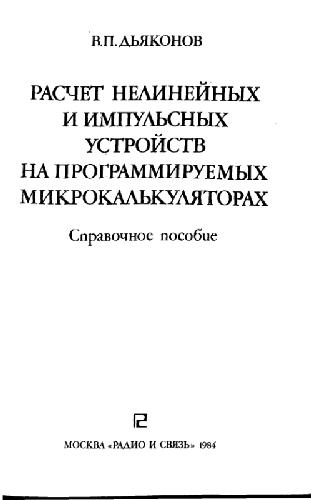 В.П. ДЬЯКОНОВ
РАСЧЕТ НЕЛИНЕЙНЫХ
И ИМПУЛЬСНЫХ
УСТРОЙСТВ
НА ПРОГРАММИРУЕМЫХ
МИКРОКАЛЬКУЛЯТОРАХ
Справочное пособие
МОСКВА «РАДИО И СВЯЗЬ» 1984